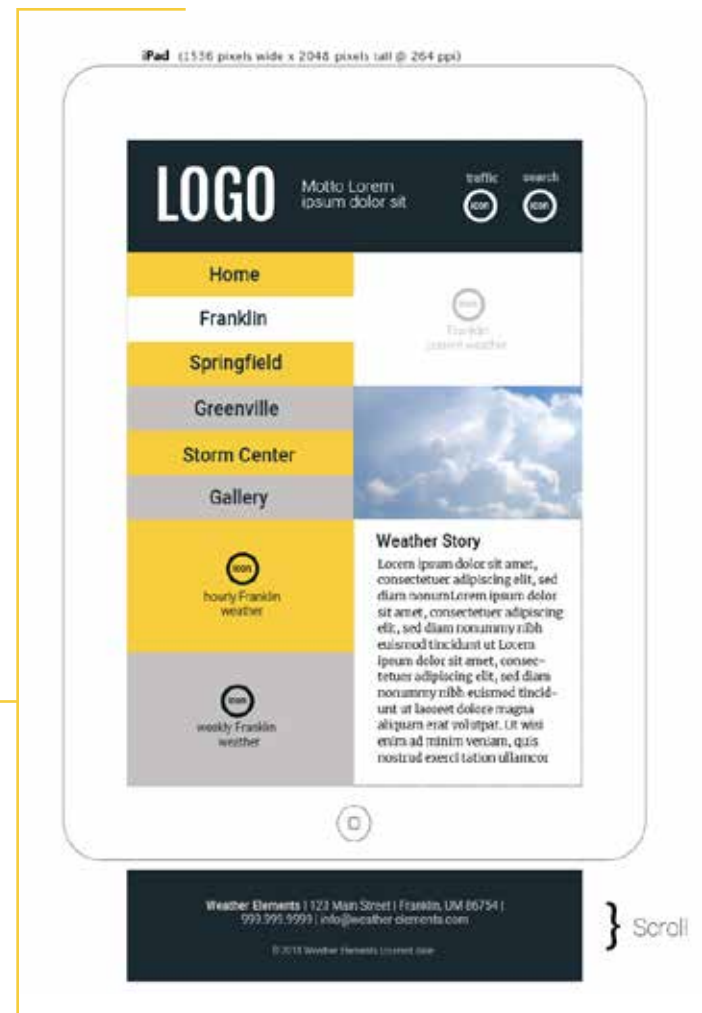 iPad (1536 pixels wide x 2048 pixels tall @ 264 ppi)
LOGO
Motto Lorem
ipsum dolor sit
traffic
icon
search
icon
Home
Franklin
Springfield
Greenville
Storm Center
Gallery
icon
Franklin
current weather
icon
hourly Franklin
weather
icon
weekly Franklin
weather
Weather Story
Lorem ipsum dolor sit amet,
consectetuer adipiscing elit, sed
diam nonumLorem ipsum dolor
sit amet, consectetuer adipiscing
elit, sed diam nonummy nibh
euismod tincidunt ut Lorem
ipsum dolor sit amet, consec-
tetuer adipiscing elit, sed diam
nonummy nibh euismod tincid-
unt ut laoreet dolore magna
aliquam erat volutpat. Ut wisi
enim ad minim veniam, quis
nostrud exerci tation ullamcor
Weather Elements | 123 Main Street | Franklin, UM 86754 |
999.999.9999 | info@weather-elements.com
© 2018 Weather Elements
Scroll